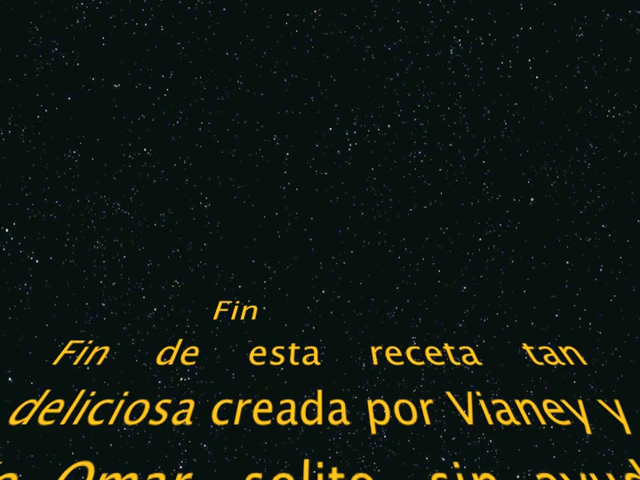 Fin
Fin de esta receta tan
deliciosa creada por Vianey y
Omar solito sin